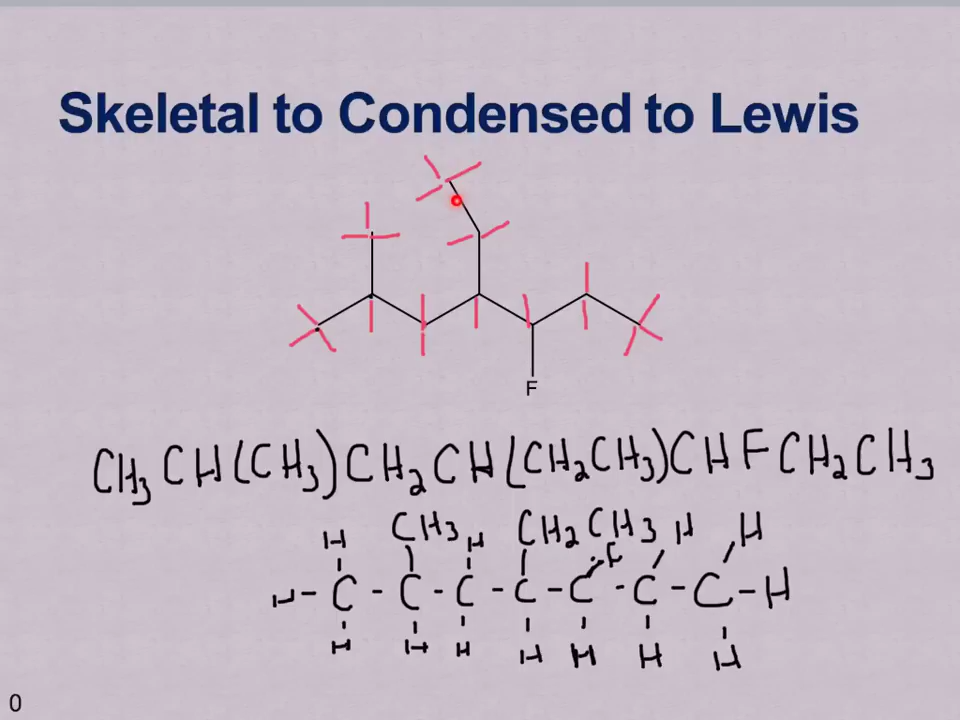 Skeletal to Condensed to Lewis
F
CH₃CH(CH₃)CH₂CH(CH₂CH₃)CHFCH₂CH₃
H CH₃ H CH₂CH₃ F H H
H-C-C-C-C-C-C-C-H
H H H H H H H
0